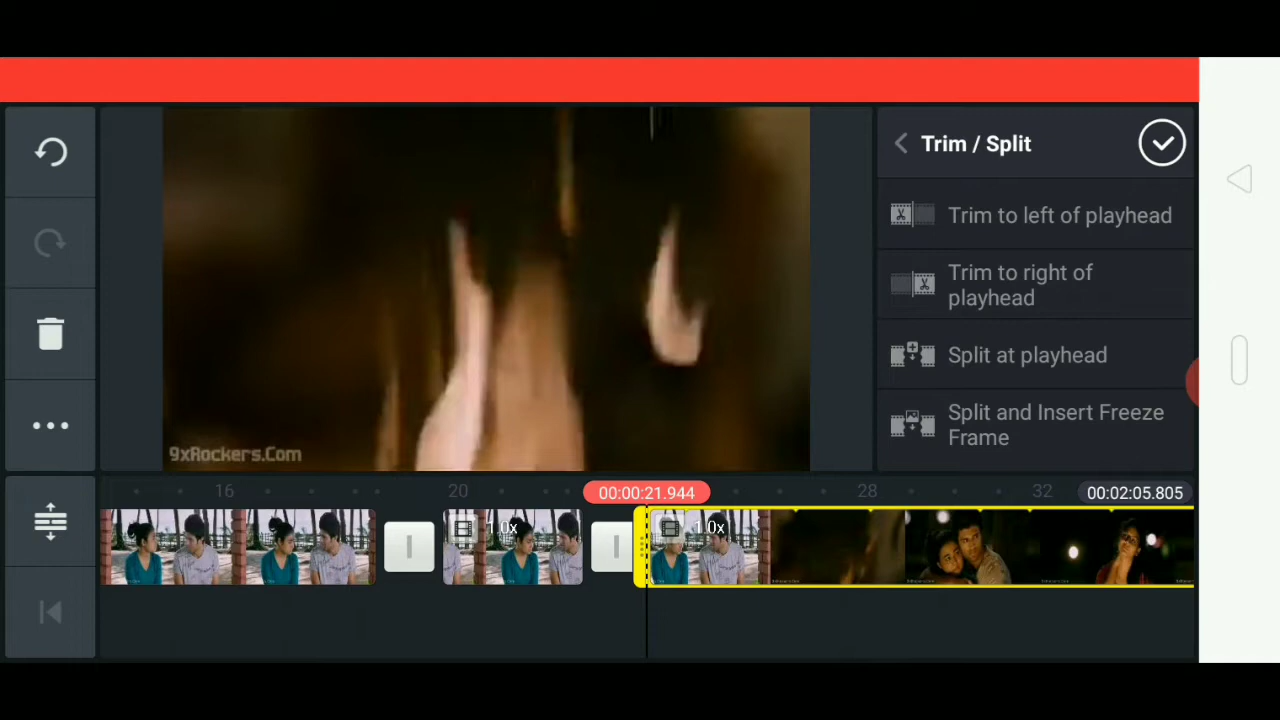 Trim / Split
Trim to left of playhead
Trim to right of
playhead
Split at playhead
Split and Insert Freeze
Frame
9xRockers.Com
16
20
00:00:21.944
28
32
00:02:05.805
1.0x
1.0x